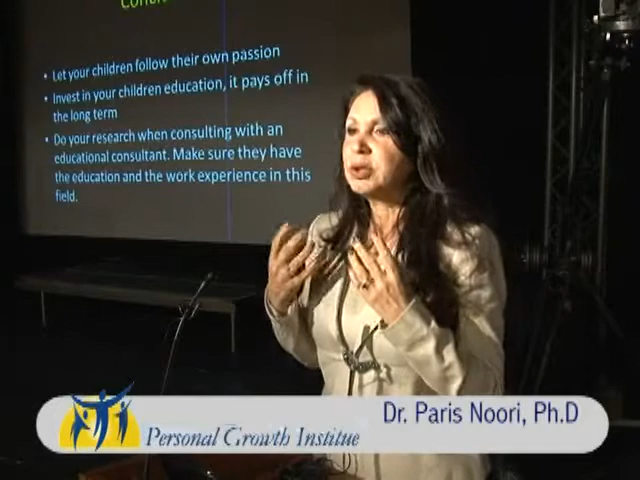 • Let your children follow their own passion
• Invest in your children education, it pays off in
the long term
• Do your research when consulting with an
educational consultant. Make sure they have
the education and the work experience in this
field.
Dr. Paris Noori, Ph.D
Personal Growth Institue